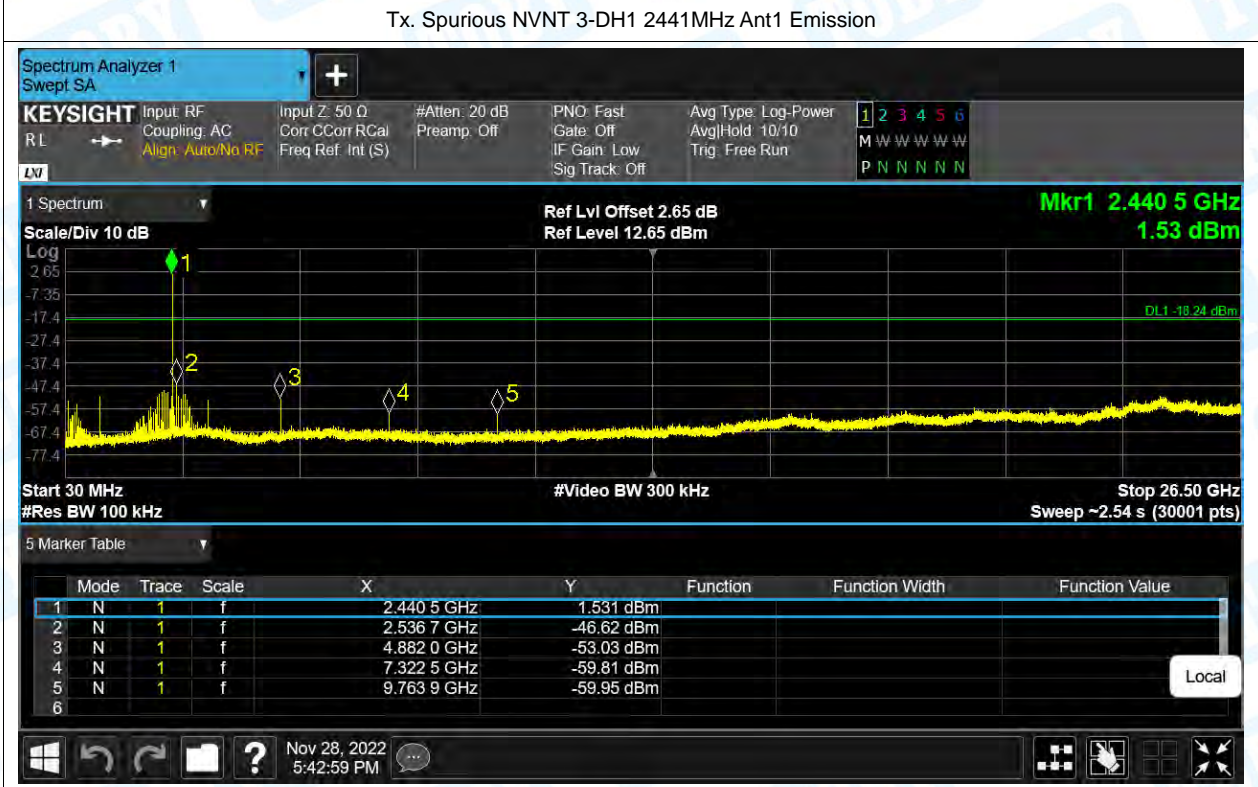 Tx. Spurious NVNT 3-DH1 2441MHz Ant1 Emission
Spectrum Analyzer 1
Swept SA
+
KEYSIGHT Input: RF Input Z: 50 Ω #Atten: 20 dB PNO: Fast Avg Type: Log-Power 1 2 3 4 5 6
RL Coupling: AC Corr CCorr RCal Preamp: Off Gate: Off Avg|Hold: 10/10 M W W W W W
Align: Auto/No RF Freq Ref: Int (S) IF Gain: Low Trig: Free Run P N N N N N
LXI Sig Track: Off
1 Spectrum Ref Lvl Offset 2.65 dB Mkr1 2.440 5 GHz
Scale/Div 10 dB Ref Level 12.65 dBm 1.53 dBm
Log
2.65 1
-7.35
-17.4 DL1 -18.24 dBm
-27.4
-37.4 2
-47.4 3
-57.4 4 5
-67.4
-77.4
Start 30 MHz #Video BW 300 kHz Stop 26.50 GHz
#Res BW 100 kHz Sweep ~2.54 s (30001 pts)
5 Marker Table
Mode Trace Scale X Y Function Function Width Function Value
1 N 1 f 2.440 5 GHz 1.531 dBm
2 N 1 f 2.536 7 GHz -46.62 dBm
3 N 1 f 4.882 0 GHz -53.03 dBm
4 N 1 f 7.322 5 GHz -59.81 dBm
5 N 1 f 9.763 9 GHz -59.95 dBm
6
Local
? Nov 28, 2022
5:42:59 PM